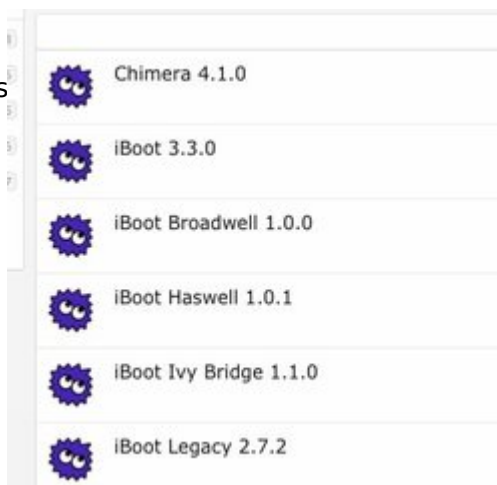 s
Chimera 4.1.0
iBoot 3.3.0
iBoot Broadwell 1.0.0
iBoot Haswell 1.0.1
iBoot Ivy Bridge 1.1.0
iBoot Legacy 2.7.2